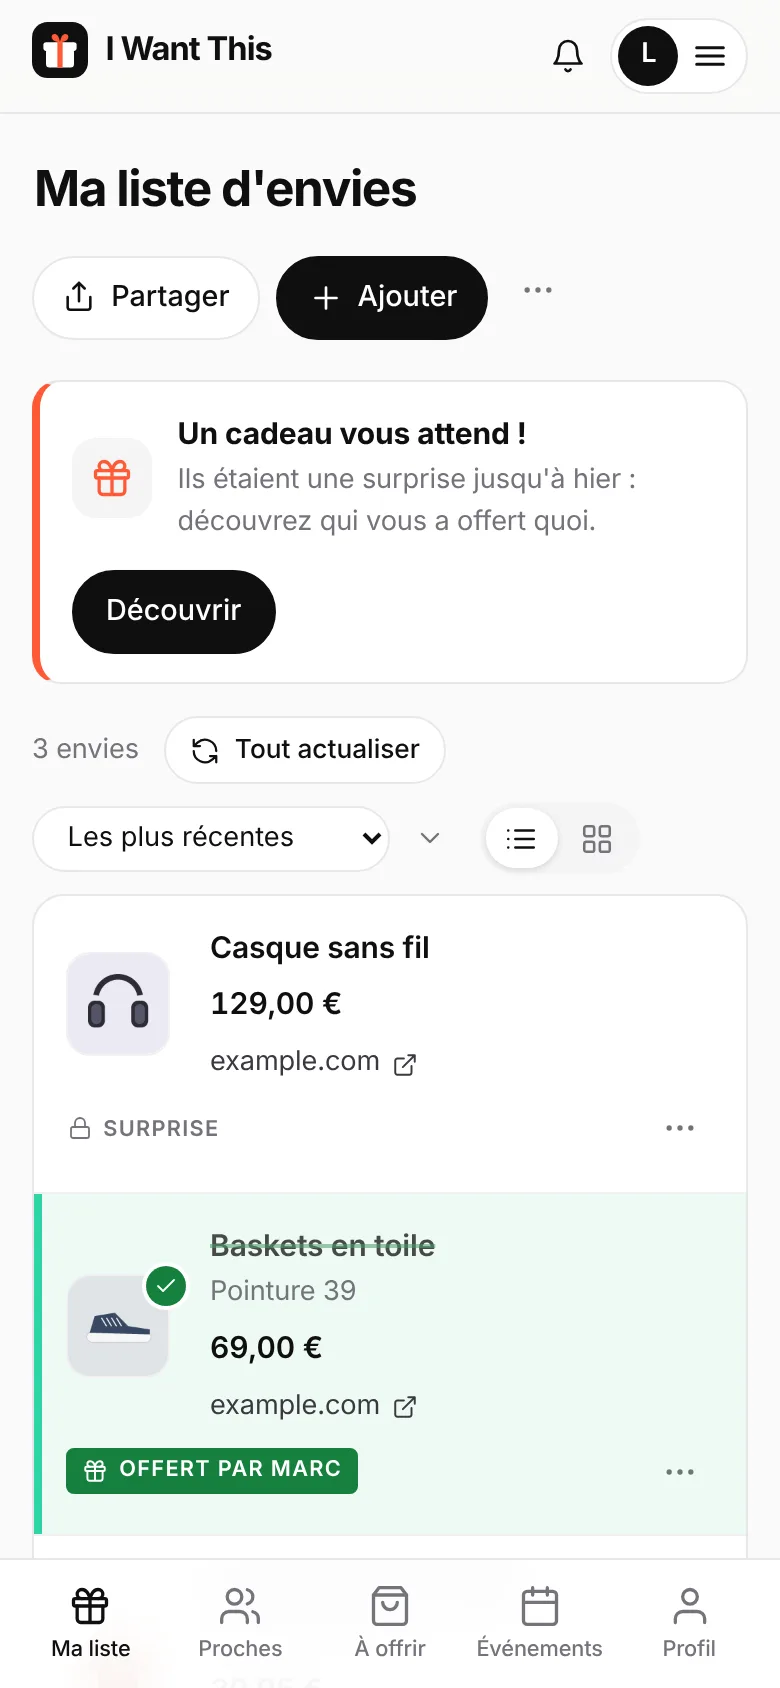 I Want This
L
Ma liste d'envies
Partager
Ajouter
Un cadeau vous attend !
Ils étaient une surprise jusqu'à hier :
découvrez qui vous a offert quoi.
Découvrir
3 envies
Tout actualiser
Les plus récentes
Casque sans fil
129,00 €
example.com
SURPRISE
Baskets en toile
Pointure 39
69,00 €
example.com
OFFERT PAR MARC
Ma liste
Proches
À offrir
Événements
Profil